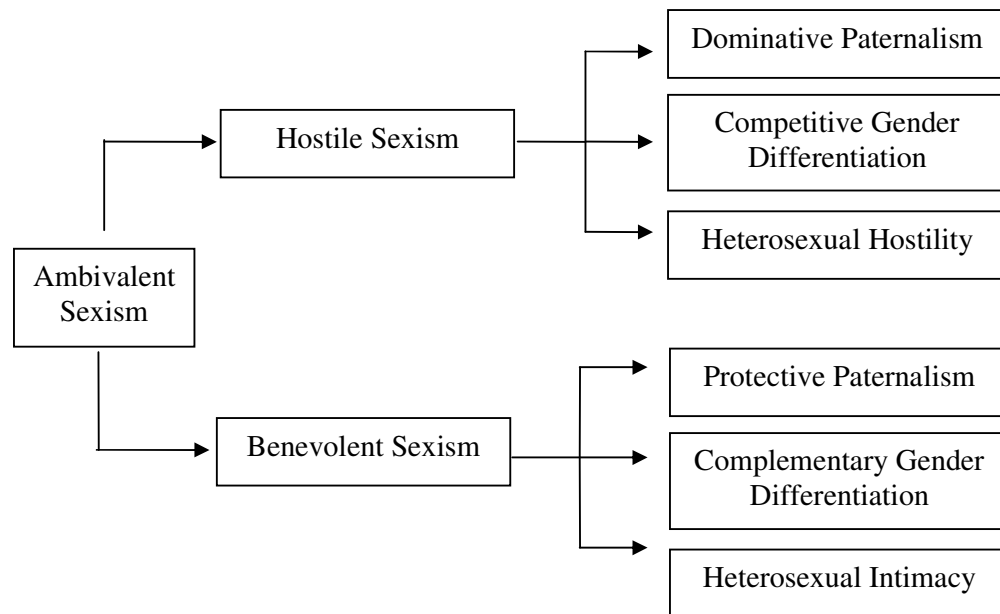 Dominative Paternalism
Hostile Sexism
Competitive Gender
Differentiation
Heterosexual Hostility
Ambivalent
Sexism
Protective Paternalism
Benevolent Sexism
Complementary Gender
Differentiation
Heterosexual Intimacy